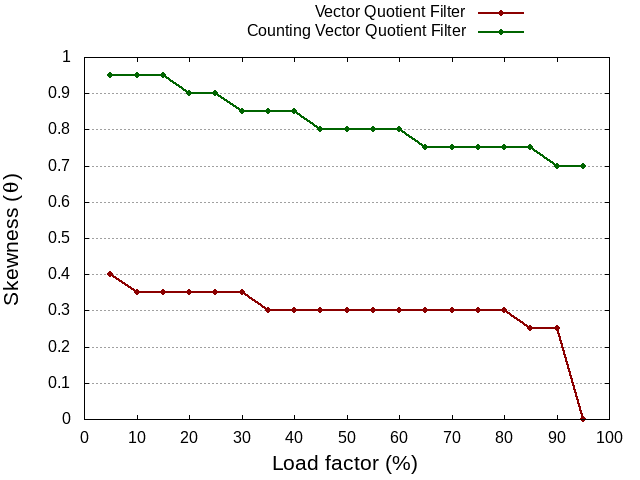 Vector Quotient Filter
Counting Vector Quotient Filter
1
0.9
0.8
0.7
0.6
0.5
0.4
0.3
0.2
0.1
0
Skewness (θ)
0 10 20 30 40 50 60 70 80 90 100
Load factor (%)